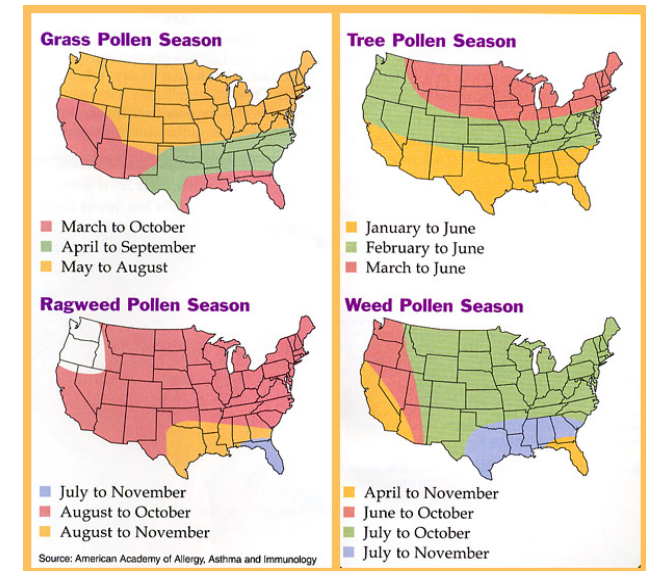 Grass Pollen Season
March to October
April to September
May to August
Tree Pollen Season
January to June
February to June
March to June
Ragweed Pollen Season
July to November
August to October
August to November
Source: American Academy of Allergy, Asthma and Immunology
Weed Pollen Season
April to November
June to October
July to October
July to November